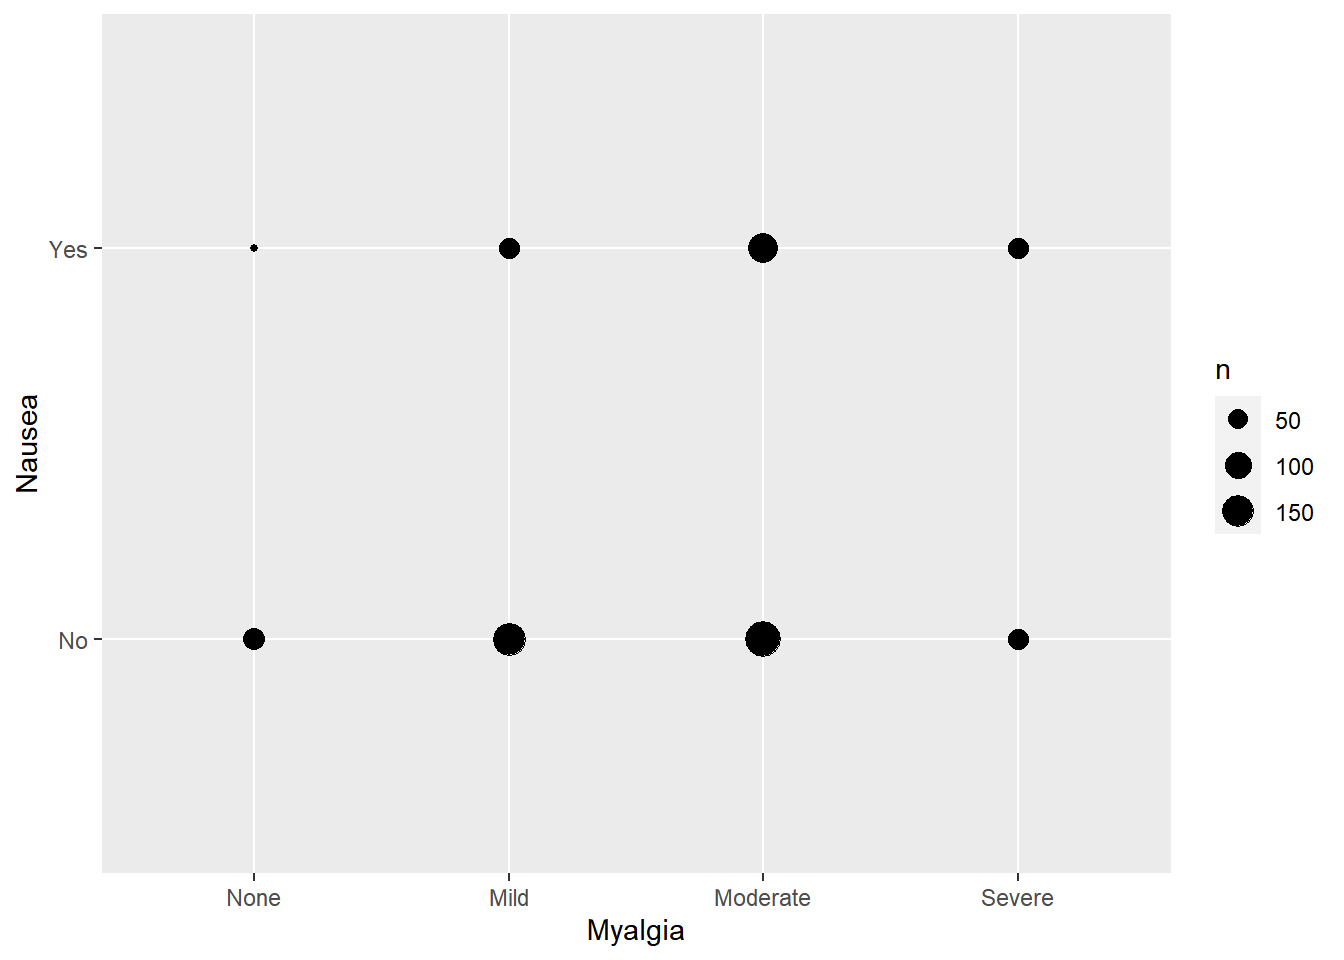 Nausea
Yes
No
None
Mild
Moderate
Severe
Myalgia
n
50
100
150